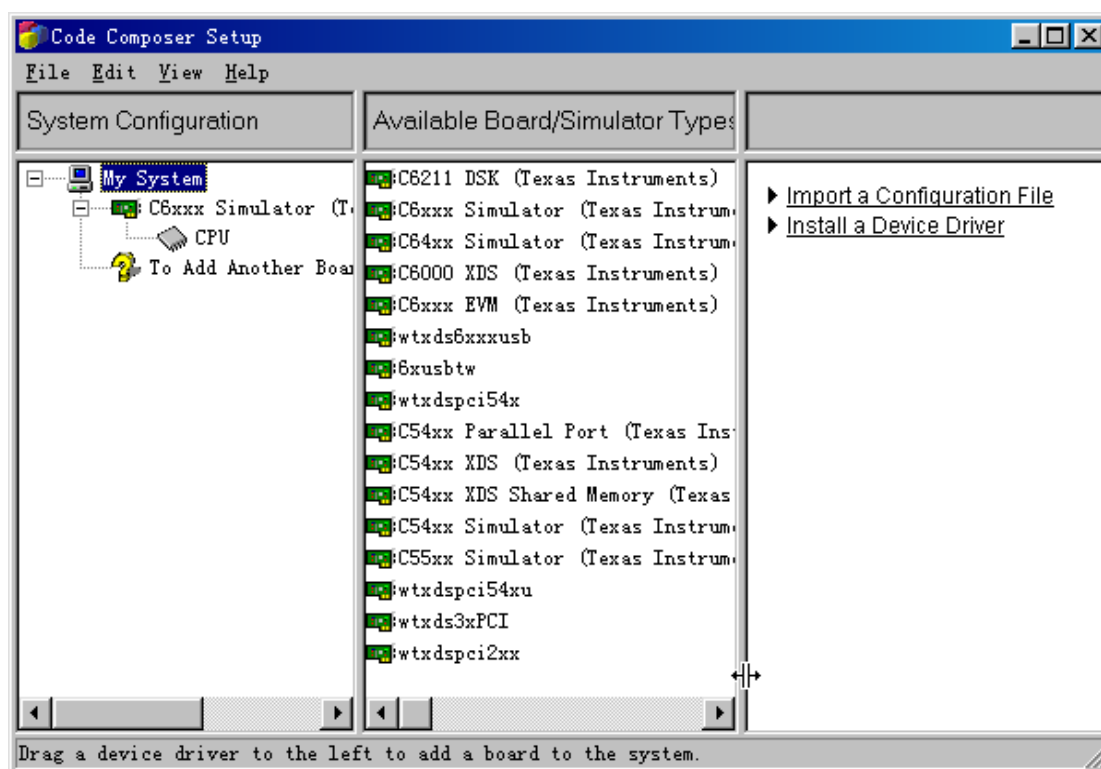 Code Composer Setup
File Edit View Help
System Configuration
My System
C6xxx Simulator (T
CPU
To Add Another Boa
Available Board/Simulator Types
C6211 DSK (Texas Instruments)
C6xxx Simulator (Texas Instrum
C64xx Simulator (Texas Instrum
C6000 XDS (Texas Instruments)
C6xxx EVM (Texas Instruments)
wtxds6xxxusb
6xusbtw
wtxdspci54x
C54xx Parallel Port (Texas Ins
C54xx XDS (Texas Instruments)
C54xx XDS Shared Memory (Texas
C54xx Simulator (Texas Instrum
C55xx Simulator (Texas Instrum
wtxdspci54xu
wtxds3xPCI
wtxdspci2xx
Import a Configuration File
Install a Device Driver
Drag a device driver to the left to add a board to the system.